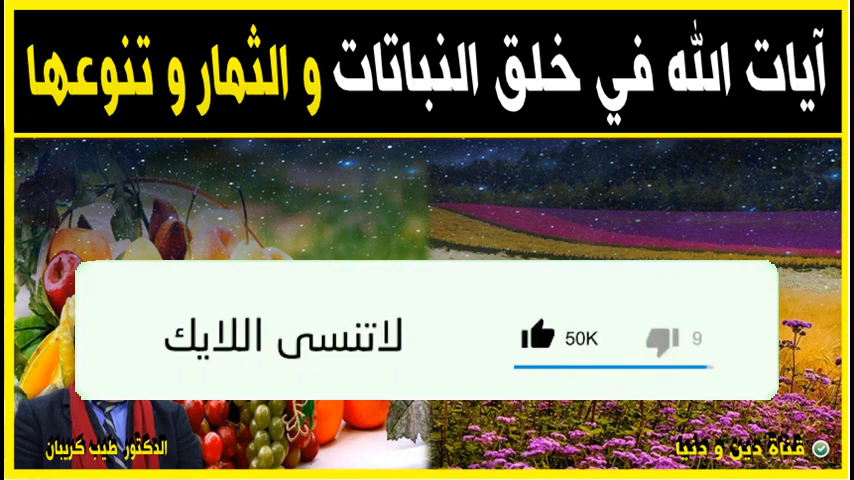 آيات الله في خلق النباتات و الثمار و تنوعها
لاتنسى اللايك
50K
9
قناة دين و دنيا
الدكتور طيب كريبان